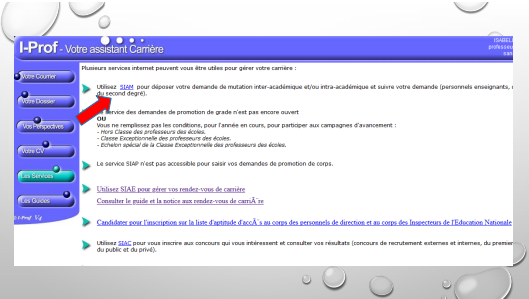 I-Prof - Votre assistant Carrière
ISABEL
professeu
can
Votre Courrier
Votre Dossier
Vos Perspectives
Votre CV
Les Services
Les Guides
I-Prof
Plusieurs services internet peuvent vous être utiles pour gérer votre carrière :
Utilisez SIAM pour déposer votre demande de mutation inter-académique et/ou intra-académique et suivre votre demande (personnels enseignants,
du second degré).
service des demandes de promotion de grade n'est pas encore ouvert
OU
Vous ne remplissez pas les conditions, pour l'année en cours, pour participer aux campagnes d'avancement :
- Hors Classe des professeurs des écoles.
- Classe Exceptionnelle des professeurs des écoles.
- Echelon spécial de la Classe Exceptionnelle des professeurs des écoles.
Le service SIAP n'est pas accessible pour saisir vos demandes de promotion de corps.
Utilisez SIAE pour gérer vos rendez-vous de carrière
Consulter le guide et la notice aux rendez-vous de carriÃ¨re
Candidater pour l'inscription sur la liste d'aptitude d'accÃ¨s au corps des personnels de direction et au corps des Inspecteurs de l'Education Nationale
Utilisez SIAC pour vous inscrire aux concours qui vous intéressent et consulter vos résultats (concours de recrutement externes et internes, du premier
du public et du privé).